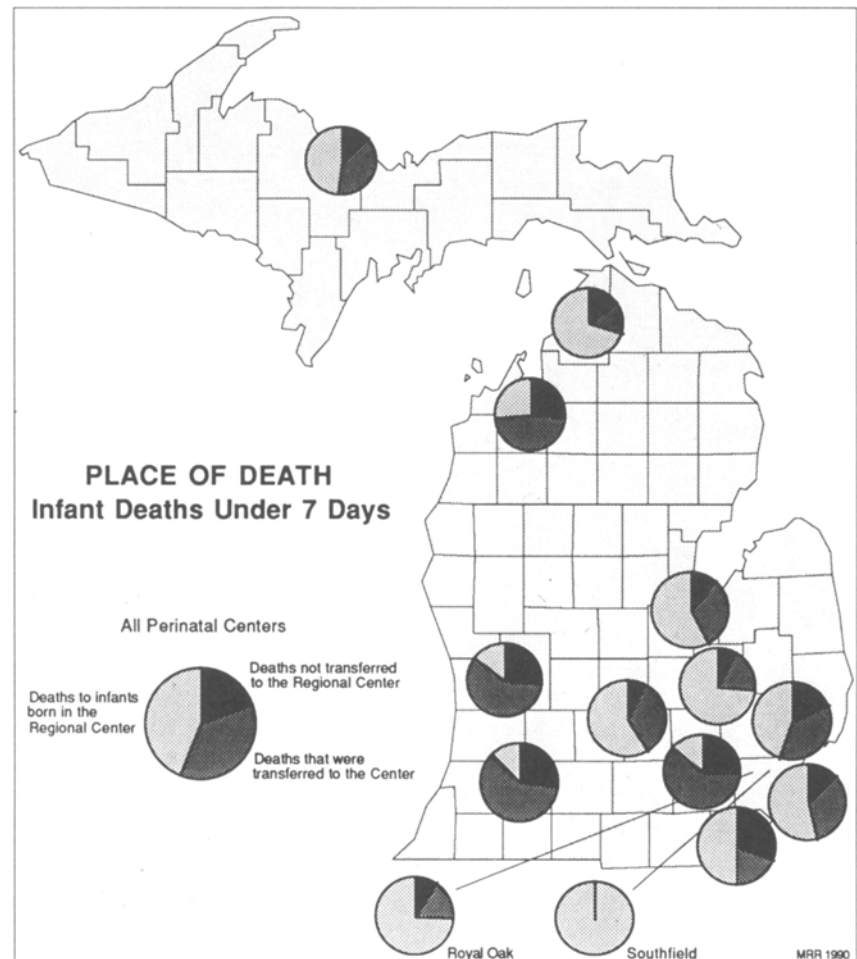 PLACE OF DEATH
Infant Deaths Under 7 Days
All Perinatal Centers
Deaths not transferred
to the Regional Center
Deaths to infants
born in the
Regional Center
Deaths that were
transferred to the Center
Royal Oak
Southfield
MRR 1990